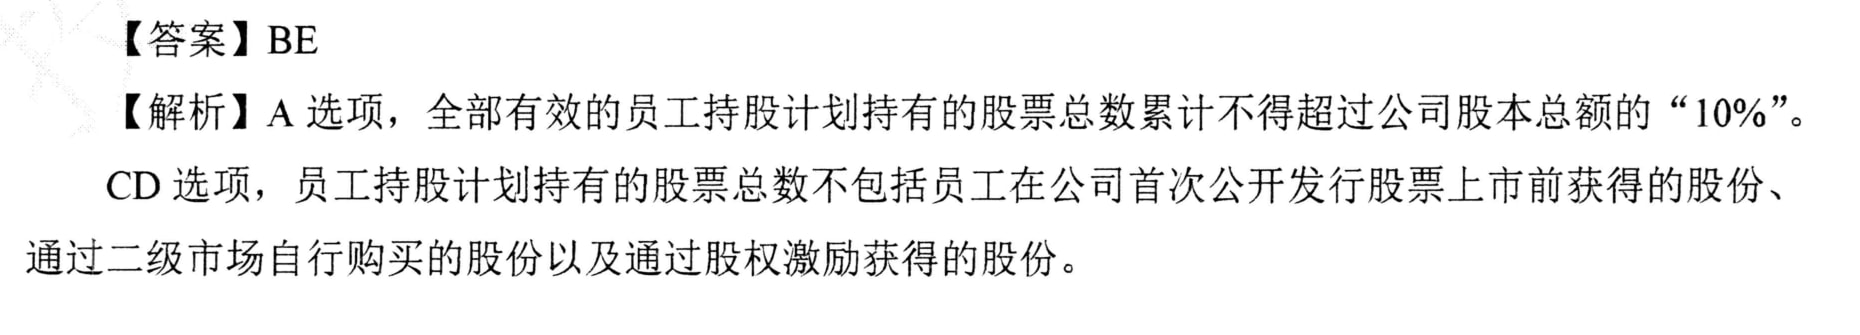 【答案】BE
【解析】A 选项，全部有效的员工持股计划持有的股票总数累计不得超过公司股本总额的“10%”。
CD 选项，员工持股计划持有的股票总数不包括员工在公司首次公开发行股票上市前获得的股份、
通过二级市场自行购买的股份以及通过股权激励获得的股份。